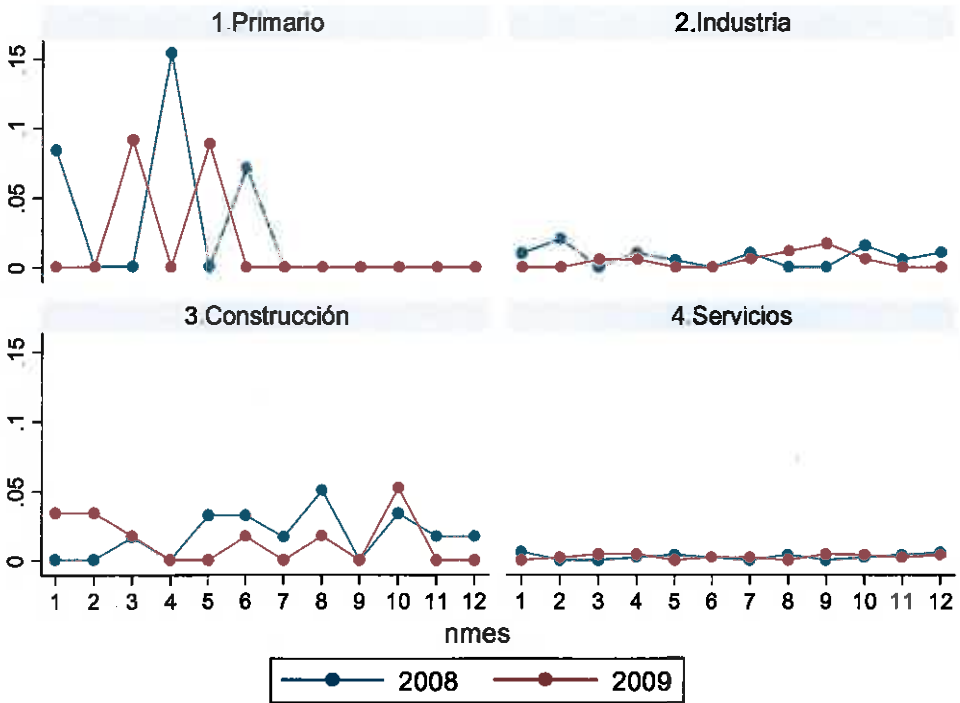 1.Primario
2.Industria
.15
.1
.05
0
3.Construcción
4.Servicios
.15
.1
.05
0
1 2 3 4 5 6 7 8 9 10 11 12
1 2 3 4 5 6 7 8 9 10 11 12
nmes
2008
2009